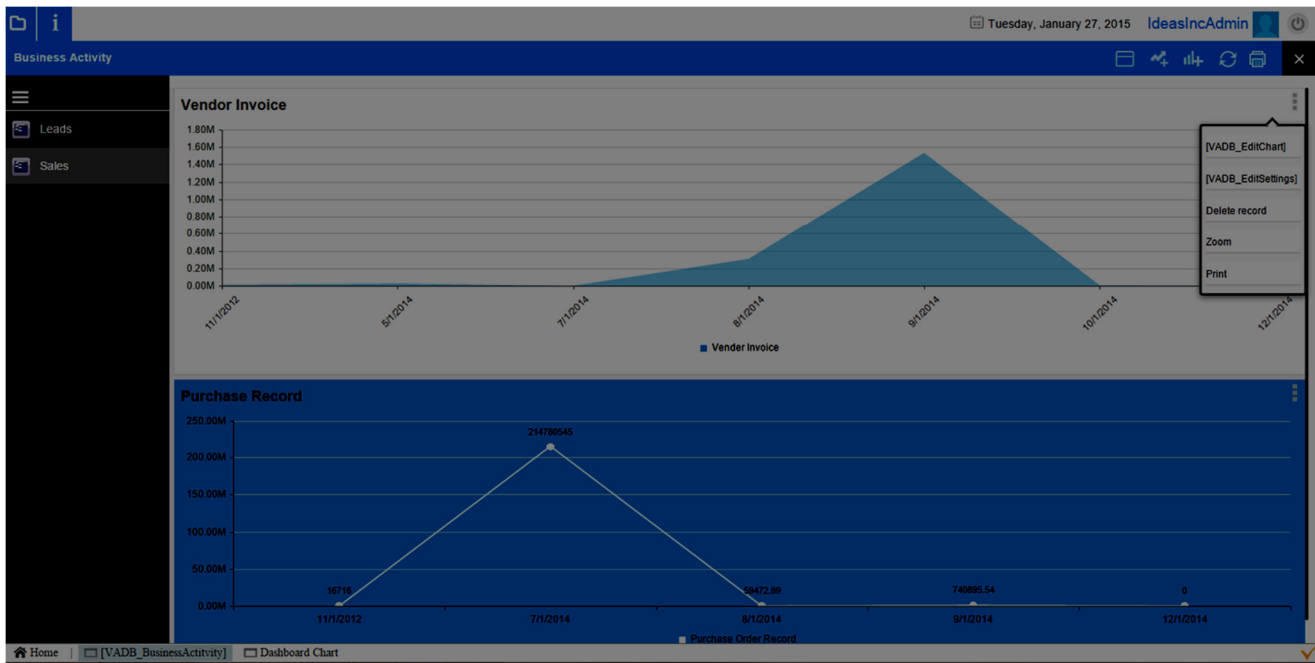 i
Tuesday, January 27, 2015 IdeasIncAdmin
Business Activity
Leads
Sales
Vendor Invoice
1.80M
1.60M
1.40M
1.20M
1.00M
0.80M
0.60M
0.40M
0.20M
0.00M
11/1/2012 5/1/2014 7/1/2014 8/1/2014 9/1/2014 10/1/2014 12/1/2014
Vender Invoice
[VADB_EditChart]
[VADB_EditSettings]
Delete record
Zoom
Print
Purchase Record
250.00M
200.00M
150.00M
100.00M
50.00M
0.00M
16716 214780545 59472.89 740895.54 0
11/1/2012 7/1/2014 8/1/2014 9/1/2014 12/1/2014
Purchase Order Record
Home | [VADB_BusinessActitvity] Dashboard Chart